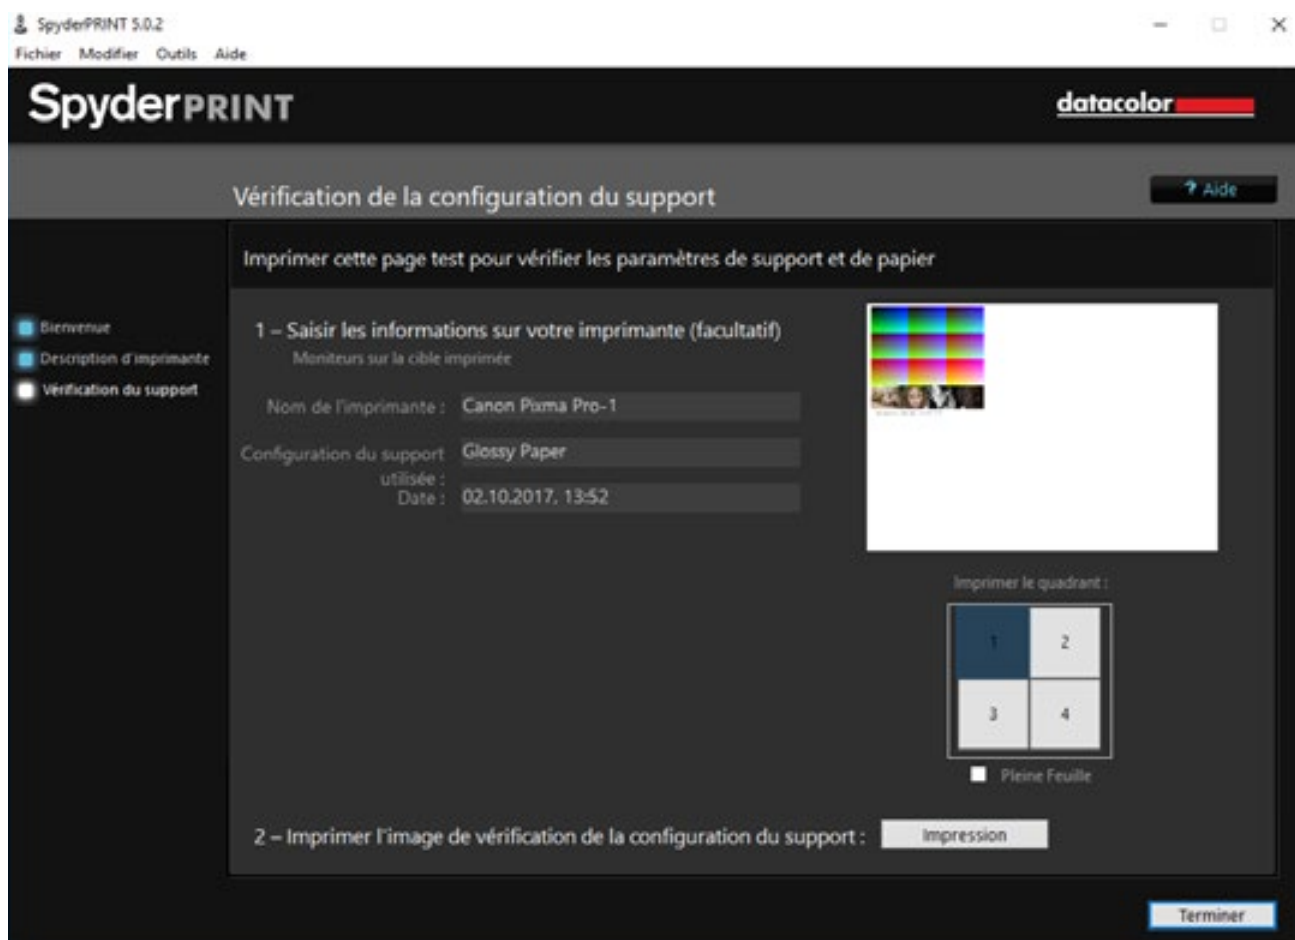 SpyderPRINT 5.0.2
Fichier Modifier Outils Aide
SpyderPRINT
datacolor
Vérification de la configuration du support
? Aide
Imprimer cette page test pour vérifier les paramètres de support et de papier
Bienvenue
Description d'imprimante
Vérification du support
1 – Saisir les informations sur votre imprimante (facultatif)
Moniteurs sur la cible imprimée
Nom de l'imprimante : Canon Pixma Pro-1
Configuration du support Glossy Paper
utilisée :
Date : 02.10.2017, 13:52
Imprimer le quadrant :
1 2
3 4
Pleine Feuille
2 – Imprimer l'image de vérification de la configuration du support : Impression
Terminer